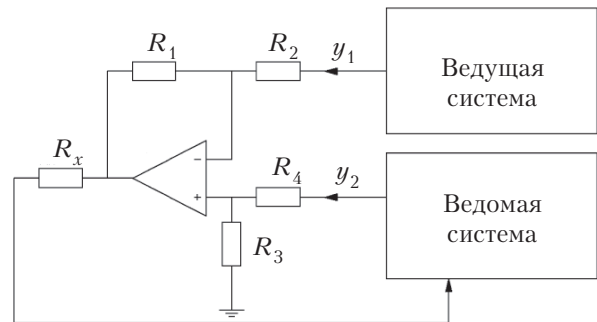 R₁
R₂
y₁
Ведущая
система
Rₓ
-
+
R₄
y₂
Ведомая
система
R₃